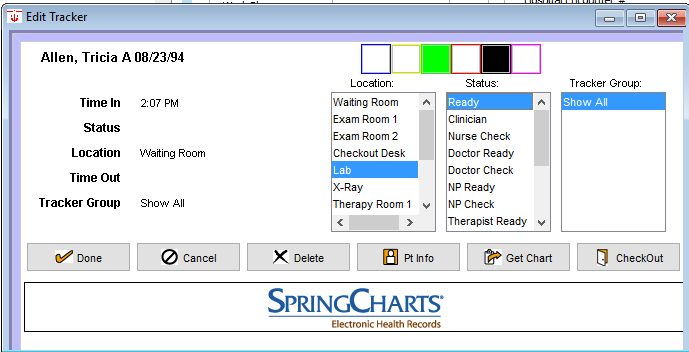 Edit Tracker
Allen, Tricia A 08/23/94
Time In 2:07 PM
Status
Location Waiting Room
Time Out
Tracker Group Show All
Location:
Waiting Room
Exam Room 1
Exam Room 2
Checkout Desk
Lab
X-Ray
Therapy Room 1
Status:
Ready
Clinician
Nurse Check
Doctor Ready
Doctor Check
NP Ready
NP Check
Therapist Ready
Tracker Group:
Show All
Done
Cancel
Delete
Pt Info
Get Chart
CheckOut
SPRINGCHARTS®
Electronic Health Records